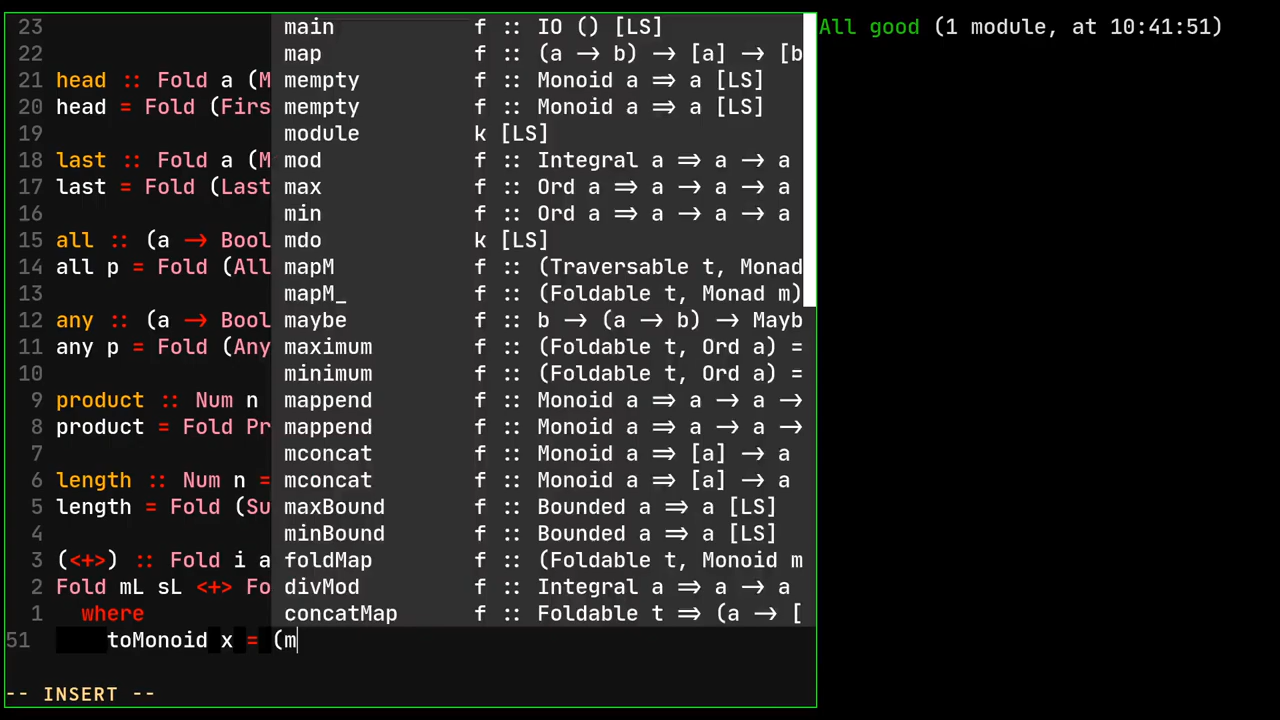 23 main f :: IO () [LS]
22 map f :: (a → b) → [a] → [b
21 head :: Fold a (M mempty f :: Monoid a ⇒ a [LS]
20 head = Fold (Firs mempty f :: Monoid a ⇒ a [LS]
19 module k [LS]
18 last :: Fold a (M mod f :: Integral a ⇒ a → a
17 last = Fold (Last max f :: Ord a ⇒ a → a → a
16 min f :: Ord a ⇒ a → a → a
15 all :: (a → Bool mdo k [LS]
14 all p = Fold (All mapM f :: (Traversable t, Monad
13 mapM_ f :: (Foldable t, Monad m)
12 any :: (a → Bool maybe f :: b → (a → b) → Mayb
11 any p = Fold (Any maximum f :: (Foldable t, Ord a) =
10 minimum f :: (Foldable t, Ord a) =
9 product :: Num n mappend f :: Monoid a ⇒ a → a →
8 product = Fold Pr mappend f :: Monoid a ⇒ a → a →
7 mconcat f :: Monoid a ⇒ [a] → a
6 length :: Num n = mconcat f :: Monoid a ⇒ [a] → a
5 length = Fold (Su maxBound f :: Bounded a ⇒ a [LS]
4 minBound f :: Bounded a ⇒ a [LS]
3 (<+>) :: Fold i a foldMap f :: (Foldable t, Monoid m
2 Fold mL sL <+> Fo divMod f :: Integral a ⇒ a → a
1 where concatMap f :: Foldable t ⇒ (a → [
51 toMonoid x = (m
-- INSERT --
All good (1 module, at 10:41:51)